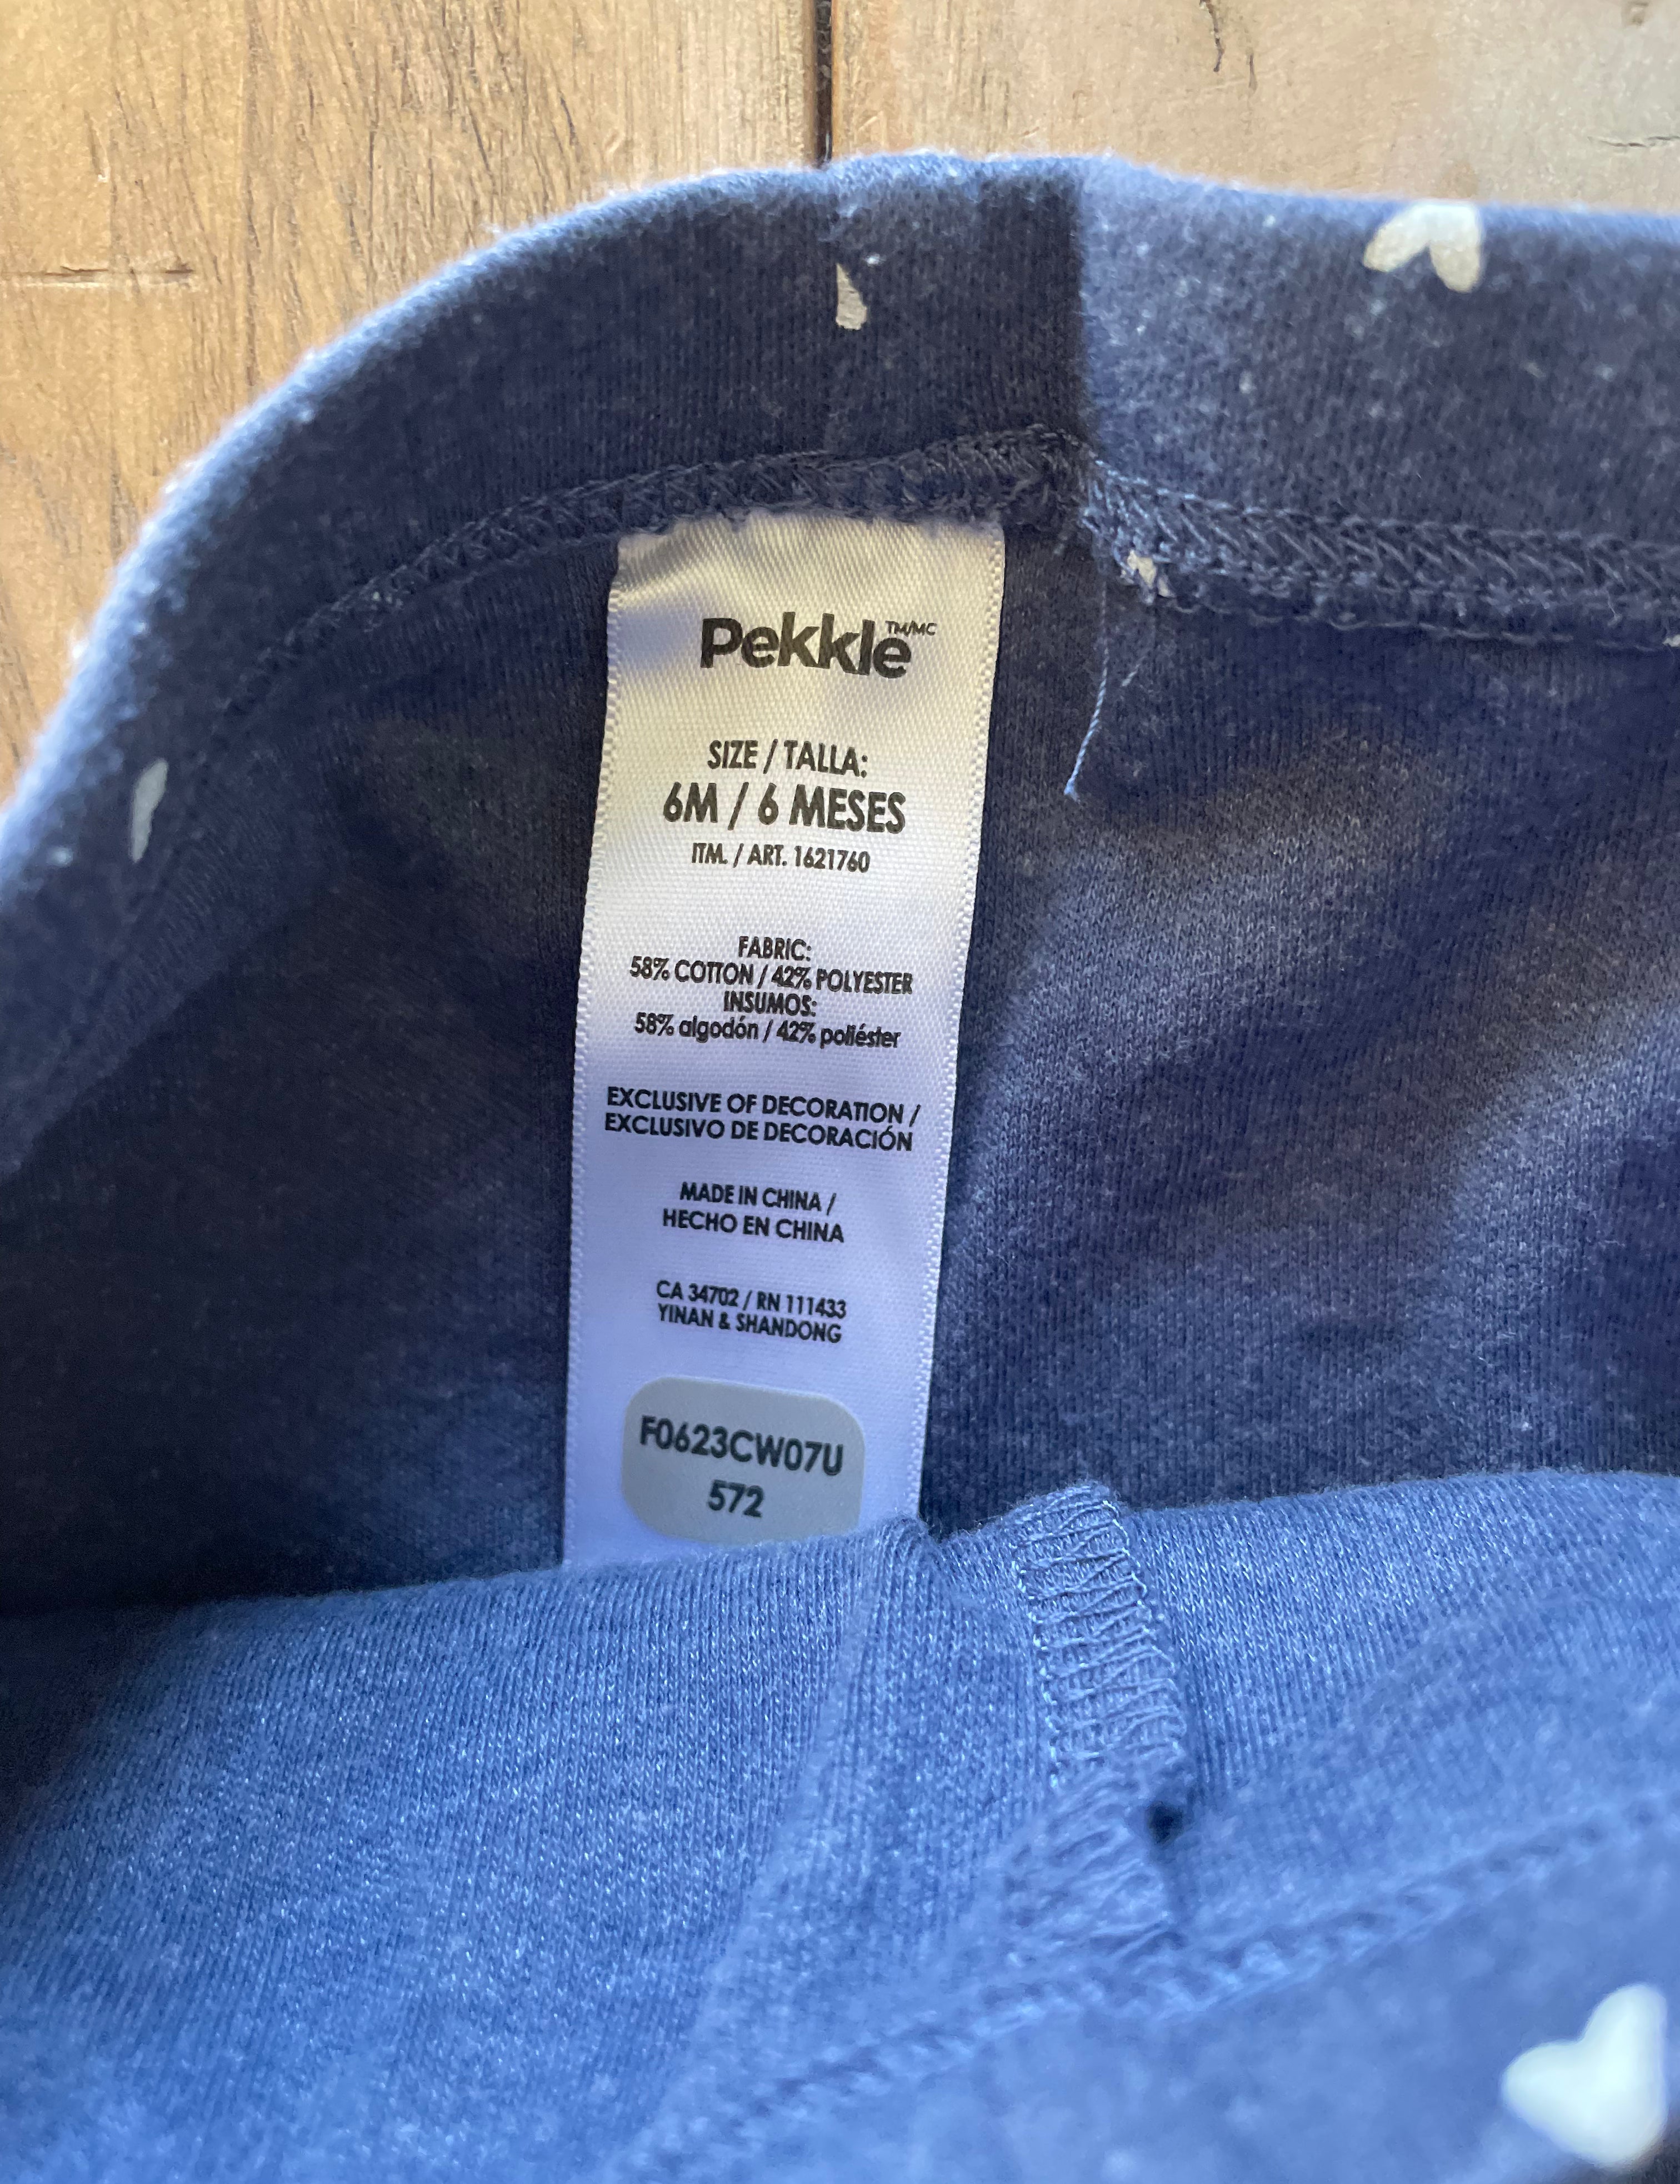 Pekkle TM/MC
SIZE / TALLA:
6M / 6 MESES
ITM. / ART. 1621760
FABRIC:
58% COTTON / 42% POLYESTER
INSUMOS:
58% algodón / 42% poliéster
EXCLUSIVE OF DECORATION /
EXCLUSIVO DE DECORACIÓN
MADE IN CHINA /
HECHO EN CHINA
CA 34702 / RN 111433
YINAN & SHANDONG
F0623CW07U
572